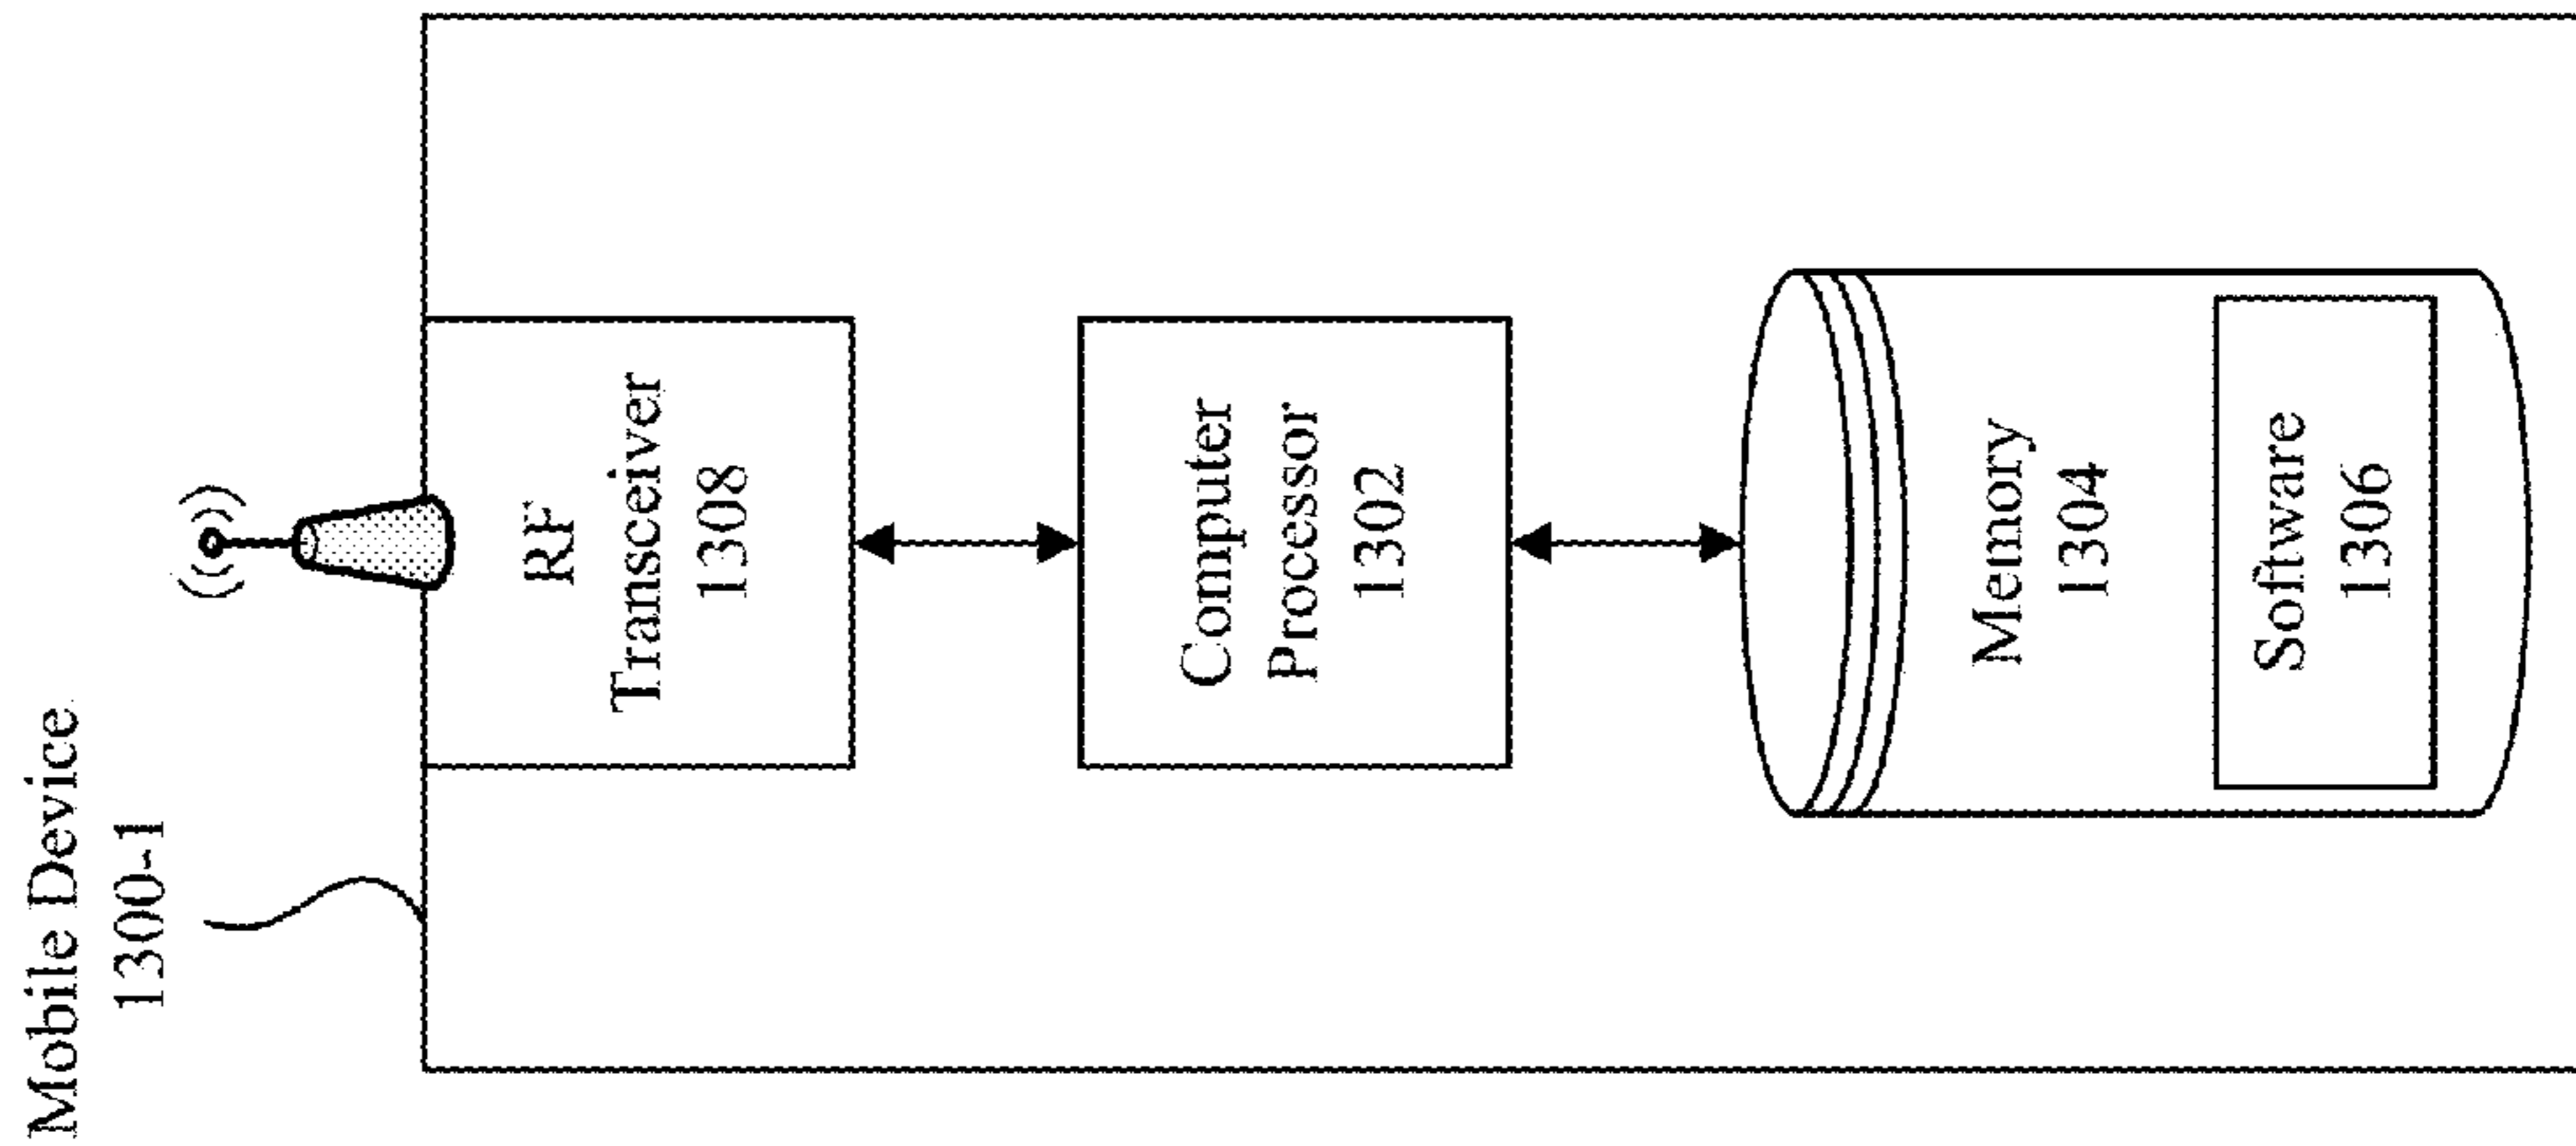 Mobile Device
1300-1
RF
Transceiver
1308
Computer
Processor
1302
Memory
1304
Software
1306